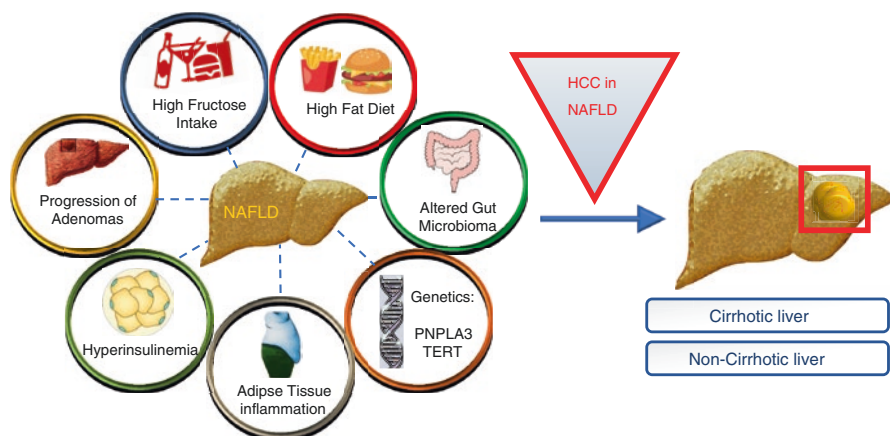 High Fructose
Intake
High Fat Diet
HCC in
NAFLD
Progression of
Adenomas
NAFLD
Altered Gut
Microbioma
Genetics:
PNPLA3
TERT
Hyperinsulinemia
Adipse Tissue
inflammation
Cirrhotic liver
Non-Cirrhotic liver